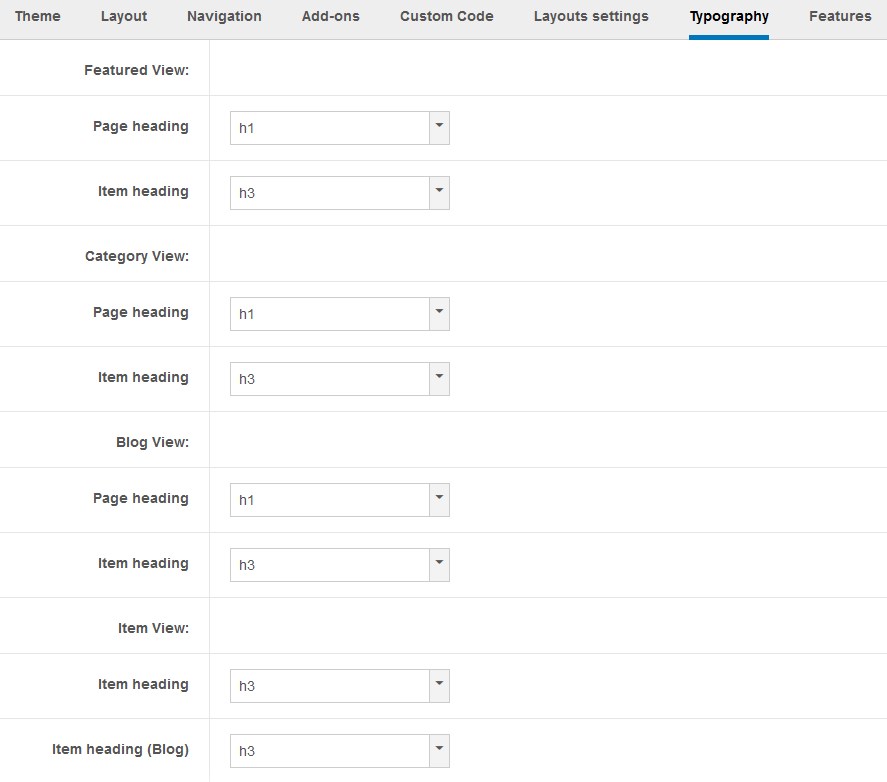 Theme Layout Navigation Add-ons Custom Code Layouts settings Typography Features
Featured View:
Page heading h1
Item heading h3
Category View:
Page heading h1
Item heading h3
Blog View:
Page heading h1
Item heading h3
Item View:
Item heading h3
Item heading (Blog) h3